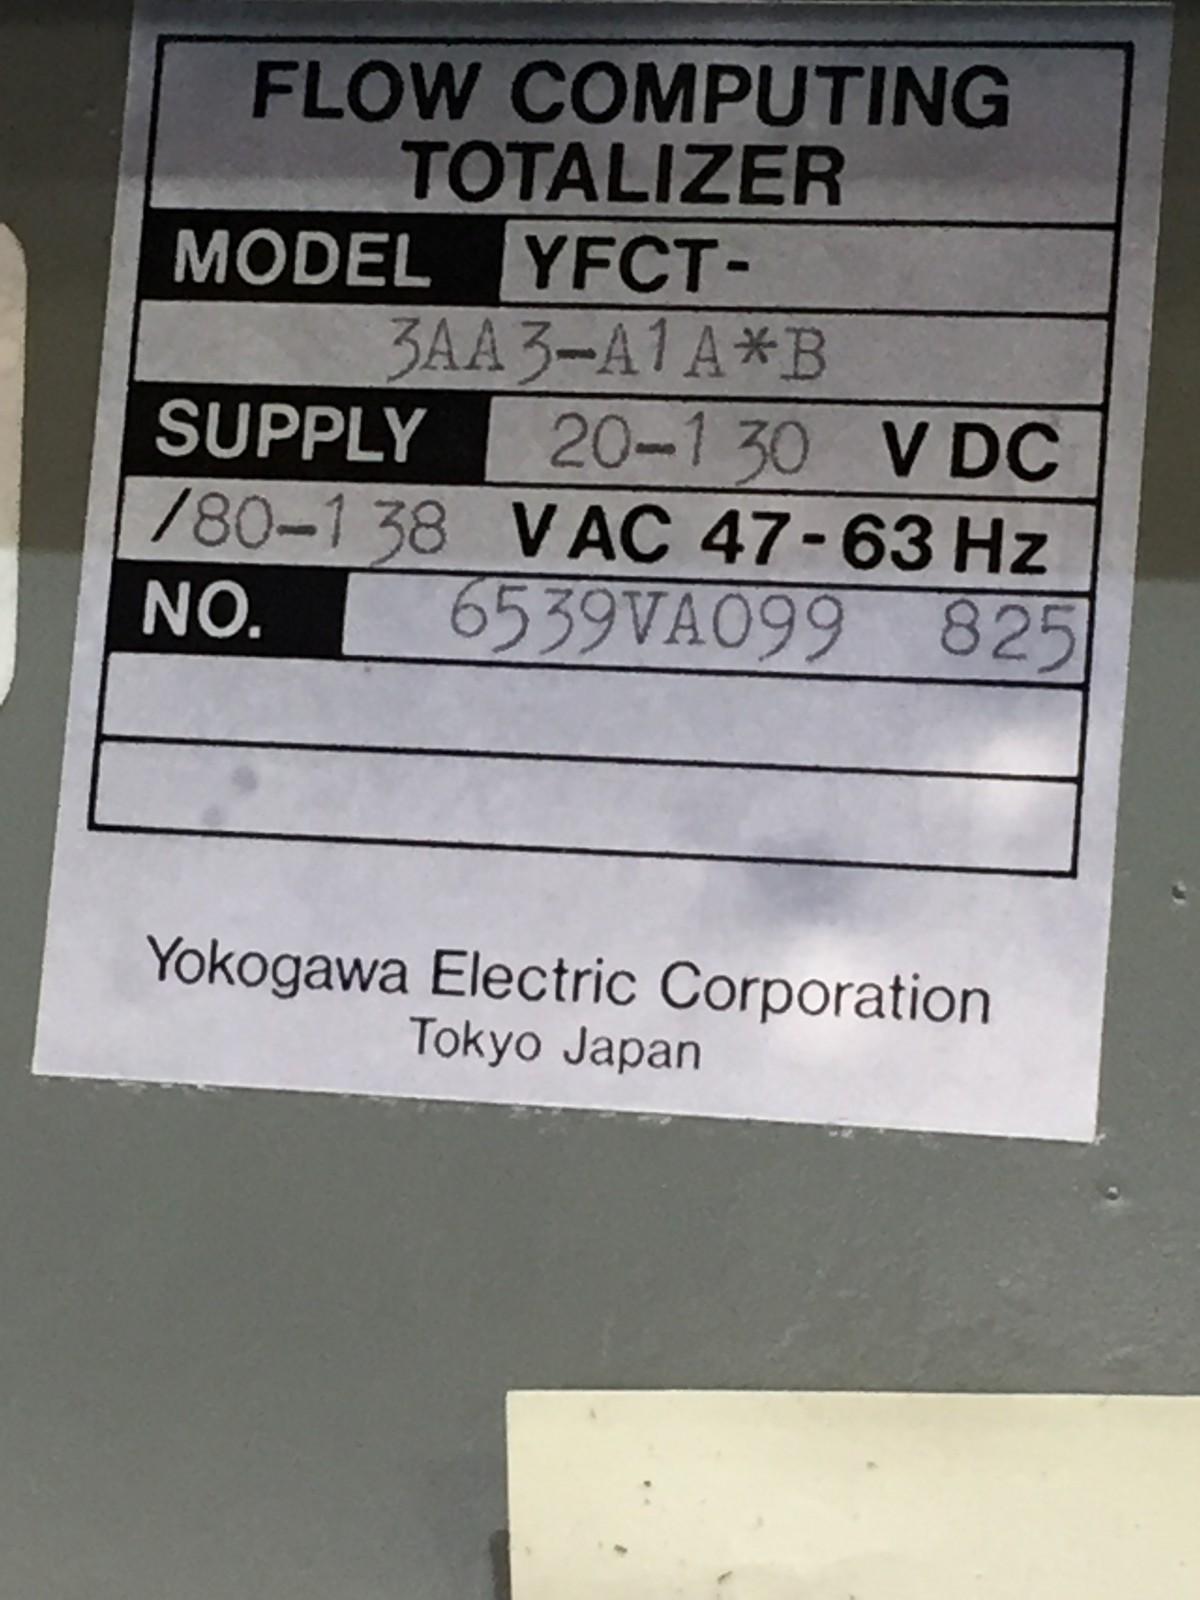 FLOW COMPUTING
TOTALIZER
MODEL YFCT-
3AA3-A1A*B
SUPPLY 20-130 V DC
/80-138 V AC 47-63 Hz
NO. 6539VA099 825
Yokogawa Electric Corporation
Tokyo Japan